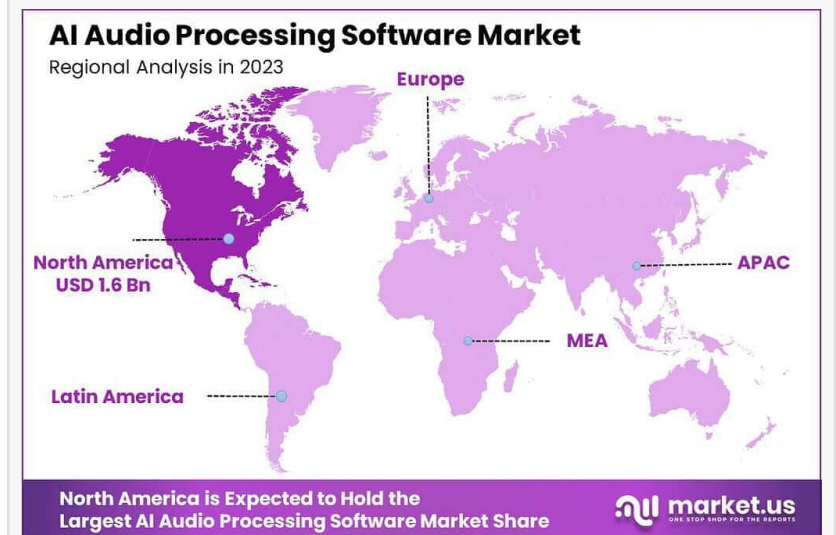 AI Audio Processing Software Market
Regional Analysis in 2023
Europe
North America
USD 1.6 Bn
APAC
MEA
Latin America
North America is Expected to Hold the
Largest AI Audio Processing Software Market Share
market.us
ONE STOP SHOP FOR THE REPORTS